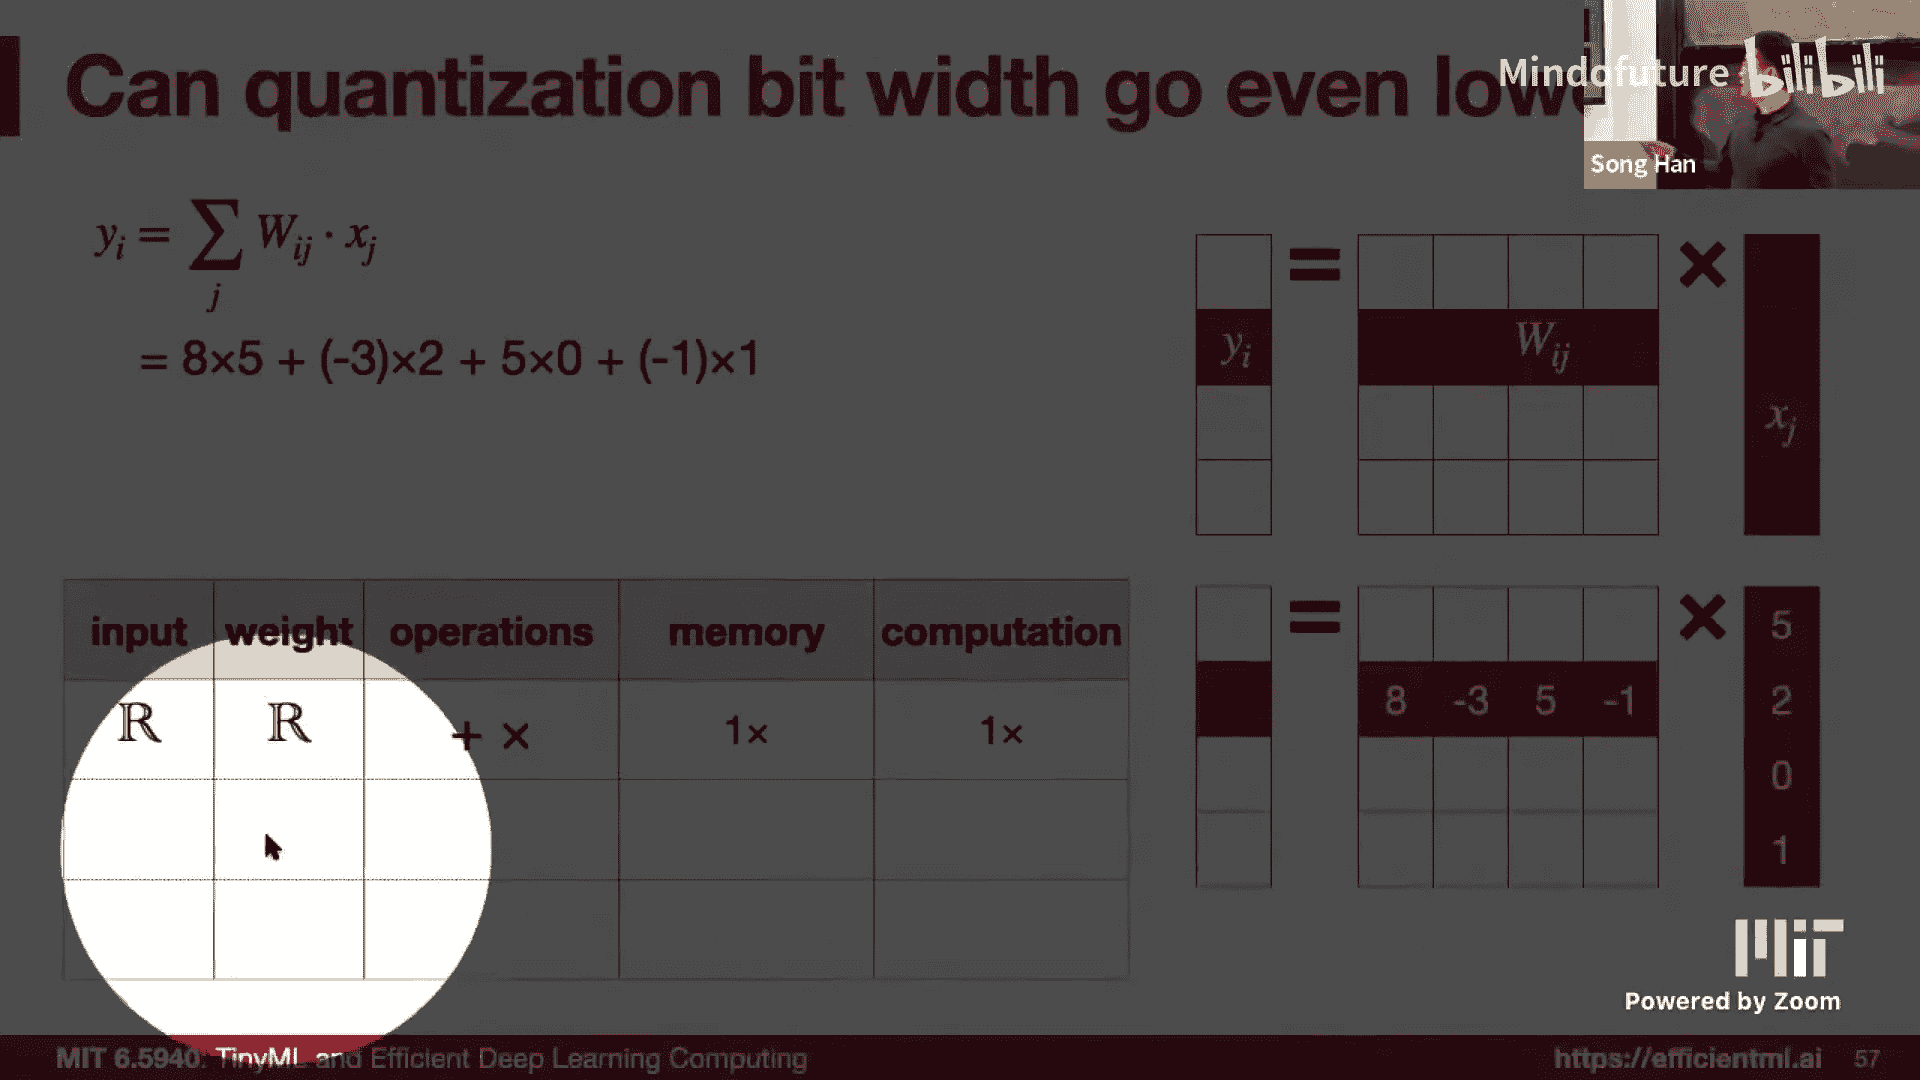 Can quantization bit width go even lowe
Mindofuture bilibili
Song Han
yᵢ = ∑ⱼ Wᵢⱼ · xⱼ
= 8×5 + (-3)×2 + 5×0 + (-1)×1
yᵢ = Wᵢⱼ × xⱼ
input weight operations memory computation
ℝ ℝ + × 1× 1×
= 8 -3 5 -1 ×
5
2
0
1
MIT
Powered by Zoom
MIT 6.5940: TinyML and Efficient Deep Learning Computing
https://efficientml.ai 57